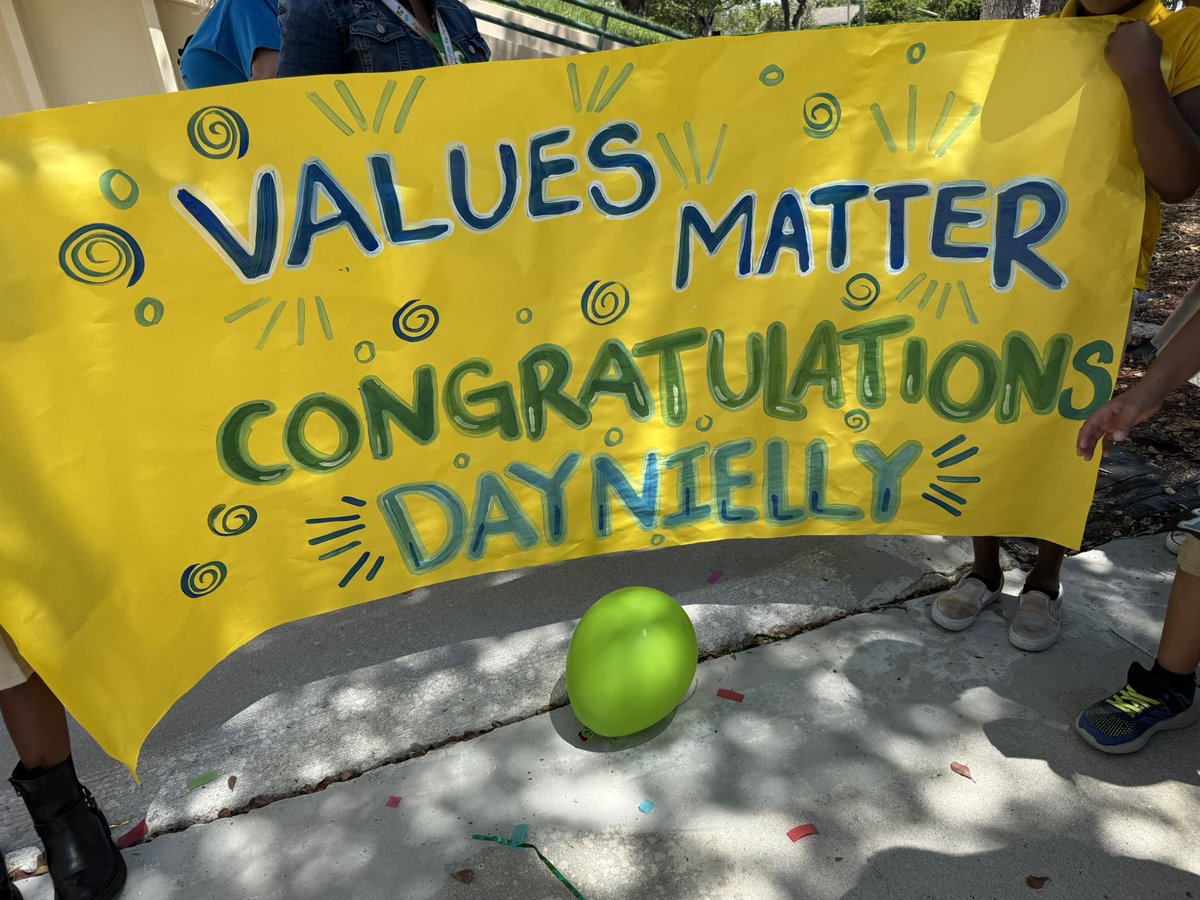 VALUES MATTER
CONGRATULATIONS
DAYNIELLY